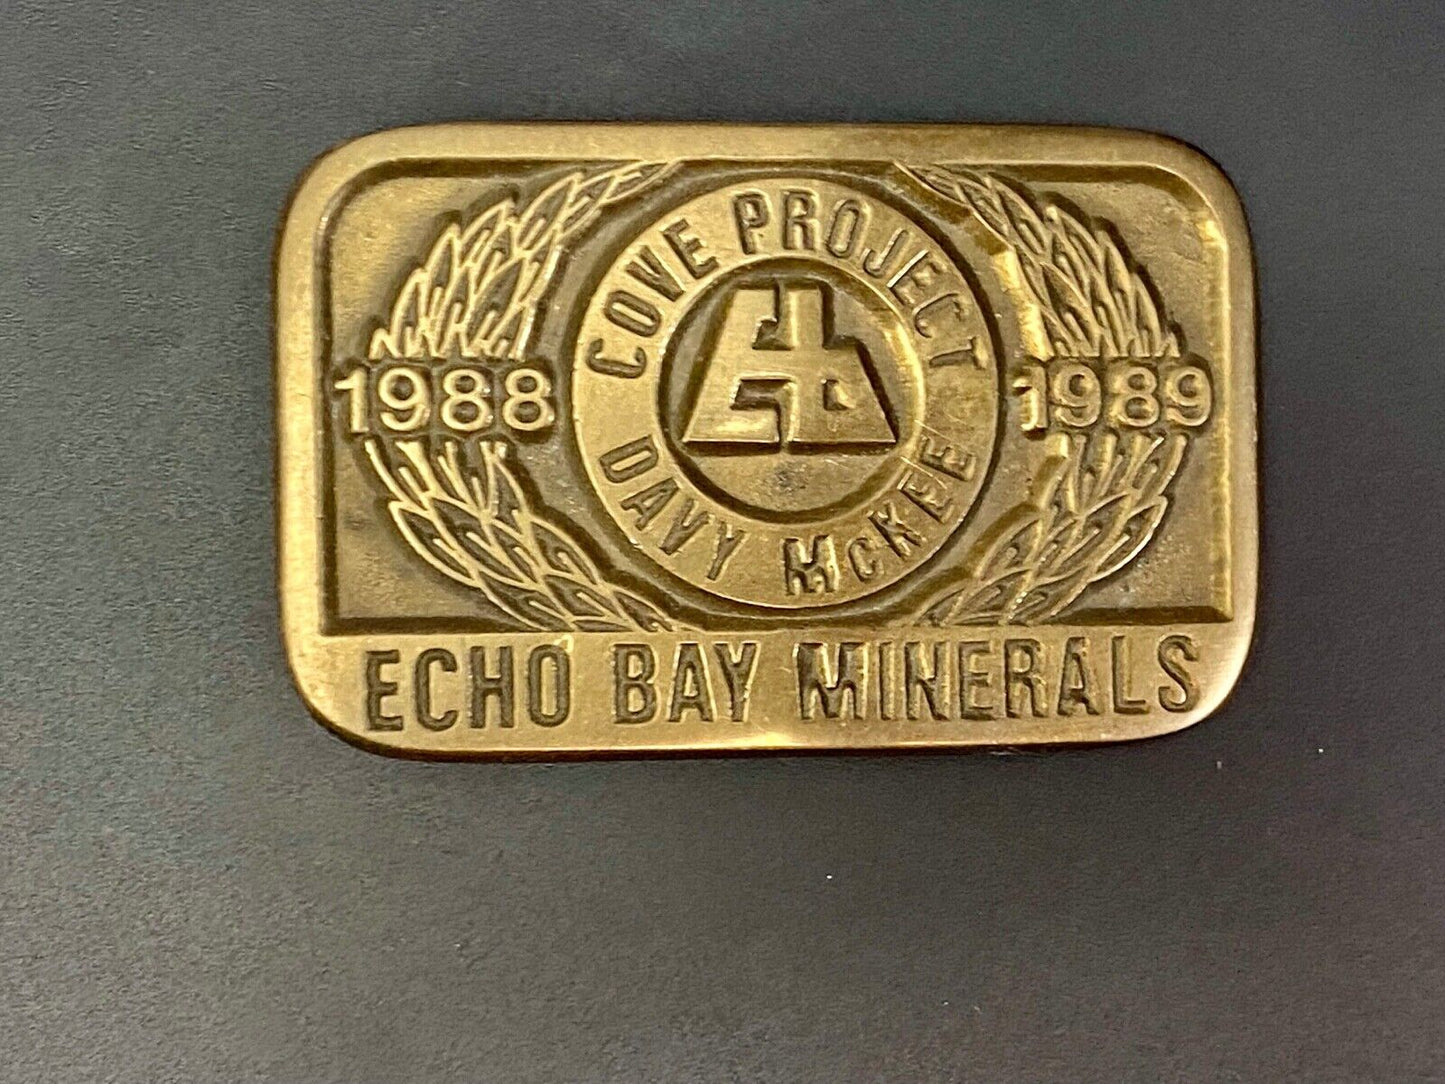 COVE PROJECT
1988
1989
DAVY McKEE
ECHO BAY MINERALS